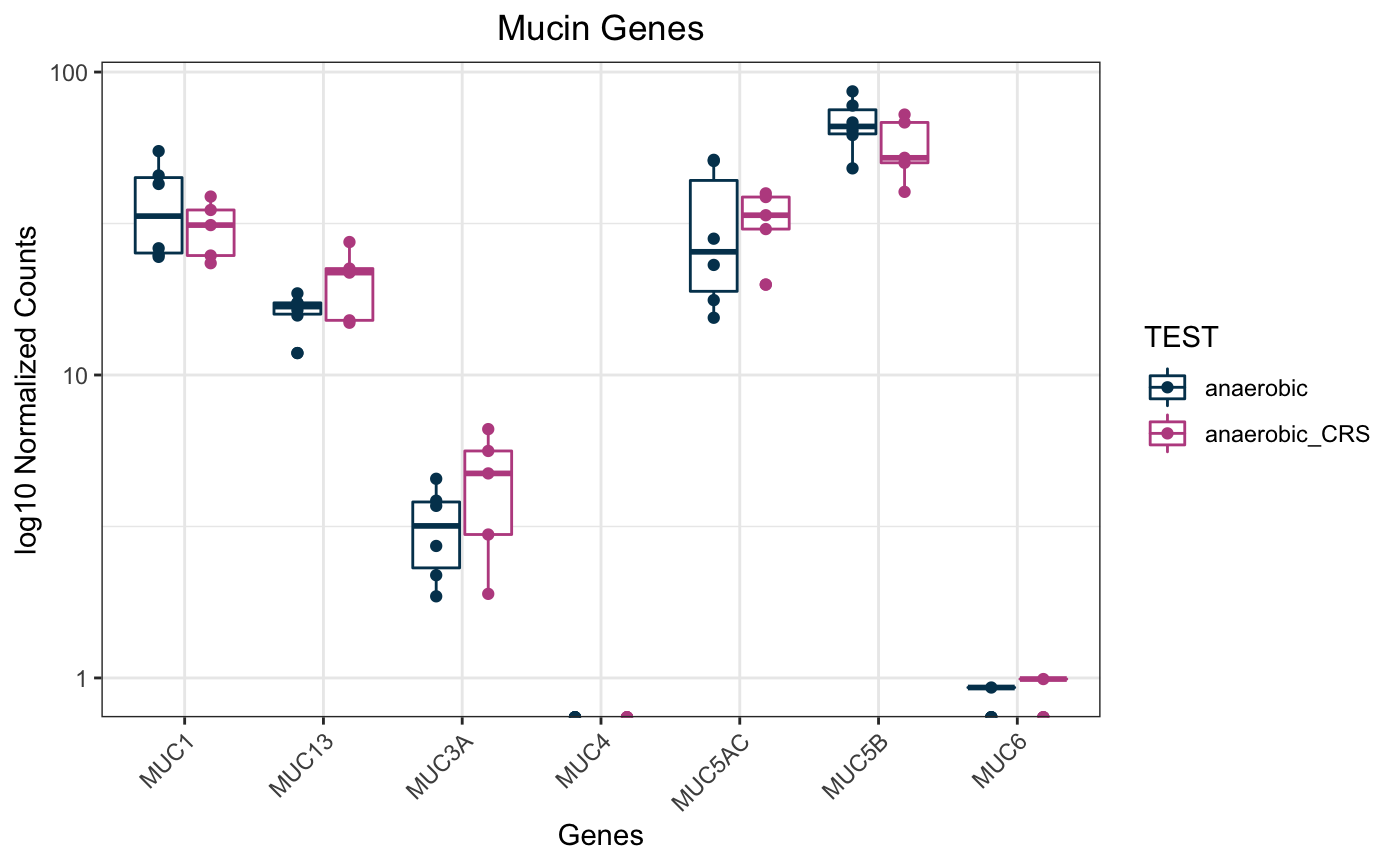 Mucin Genes
log10 Normalized Counts
100
10
1
MUC1
MUC13
MUC3A
MUC4
MUC5AC
MUC5B
MUC6
Genes
TEST
anaerobic
anaerobic_CRS